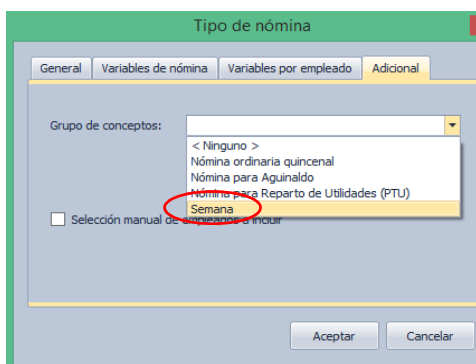 Tipo de nómina
General Variables de nómina Variables por empleado Adicional
Grupo de conceptos:
< Ninguno >
Nómina ordinaria quincenal
Nómina para Aguinaldo
Nómina para Reparto de Utilidades (PTU)
Semana
Selección manual de empleados a incluir
Aceptar Cancelar